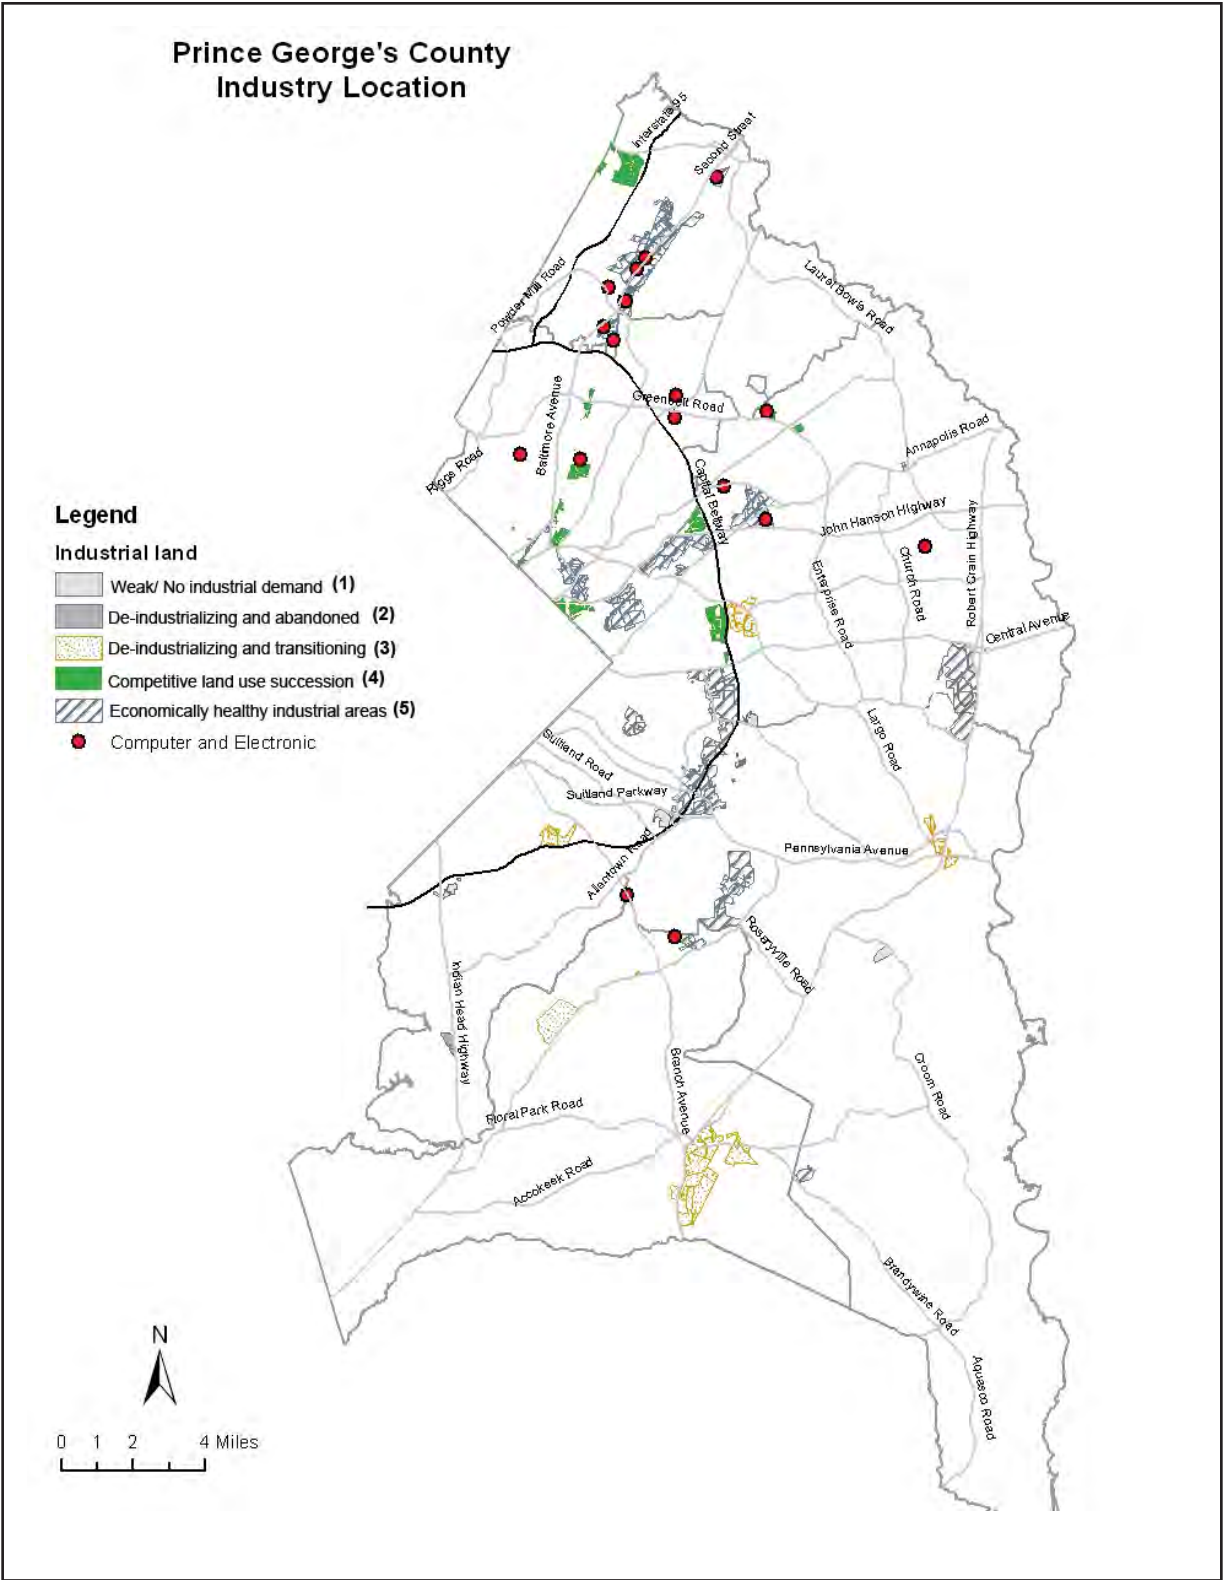 Prince George's County
Industry Location
Interstate 95
Second Street
Powder Mill Road
Laurel Bowie Road
Baltimore Avenue
Greenbelt Road
Annapolis Road
Riggs Road
Capital Beltway
John Hanson Highway
Robert Crain Highway
Church Road
Enterprise Road
Central Avenue
Legend
Industrial land
Weak/ No industrial demand (1)
De-industrializing and abandoned (2)
De-industrializing and transitioning (3)
Competitive land use succession (4)
Economically healthy industrial areas (5)
Computer and Electronic
Largo Road
Suitland Road
Suitland Parkway
Allentown Road
Pennsylvania Avenue
Rosaryville Road
Indian Head Highway
Branch Avenue
Croom Road
Floral Park Road
Accokeek Road
Brandywine Road
Aquasco Road
N
0 1 2 4 Miles